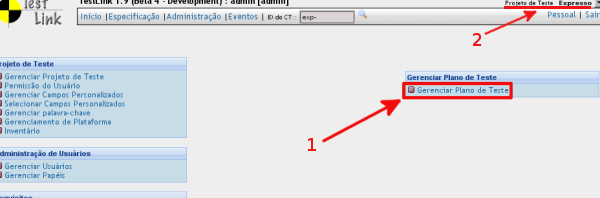 Test Link
TestLink 1.9 (Beta 4 - Development) : admin [admin]
Projeto de Teste Expresso
Início | Especificação | Administração | Eventos | ID do CT: exp-
Pessoal | Sair
2
rojeto de Teste
Gerenciar Projeto de Teste
Permissão do Usuário
Gerenciar Campos Personalizados
Selecionar Campos Personalizados
Gerenciar palavra-chave
Gerenciamento de Plataforma
Inventário
Gerenciar Plano de Teste
Gerenciar Plano de Teste
1
dministração de Usuários
Gerenciar Usuários
Gerenciar Papéis